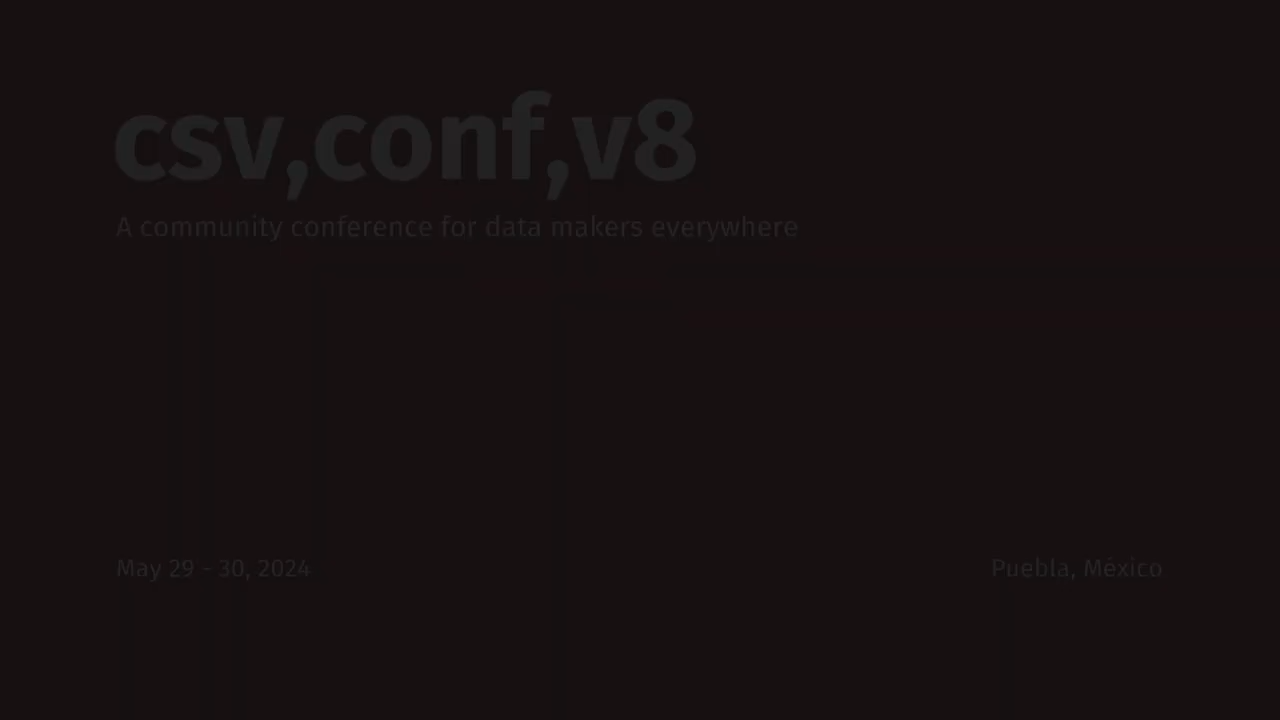 csv,conf,v8
A community conference for data makers everywhere
May 29 - 30, 2024
Puebla, México